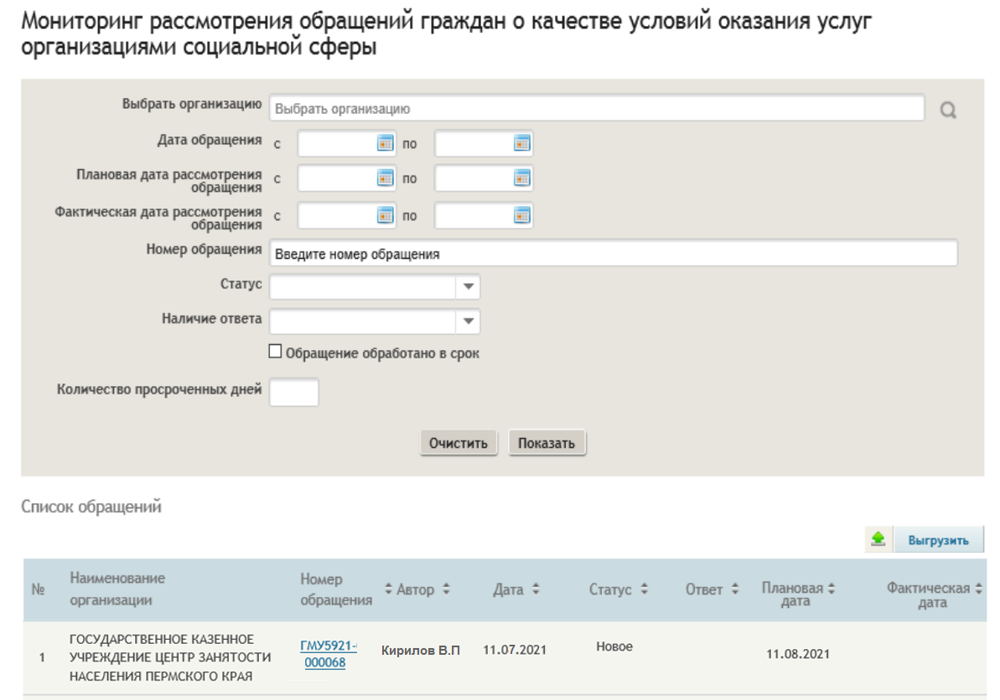 Мониторинг рассмотрения обращений граждан о качестве условий оказания услуг
организациями социальной сферы
Выбрать организацию Выбрать организацию
Дата обращения с по
Плановая дата рассмотрения
обращения с по
Фактическая дата рассмотрения
обращения с по
Номер обращения Введите номер обращения
Статус
Наличие ответа
Обращение обработано в срок
Количество просроченных дней
Очистить Показать
Список обращений
Выгрузить
№ Наименование
организации Номер
обращения Автор Дата Статус Ответ Плановая
дата Фактическая
дата
1 ГОСУДАРСТВЕННОЕ КАЗЕННОЕ
УЧРЕЖДЕНИЕ ЦЕНТР ЗАНЯТОСТИ
НАСЕЛЕНИЯ ПЕРМСКОГО КРАЯ
ГМУ5921-
000068
Кирилов В.П 11.07.2021 Новое 11.08.2021